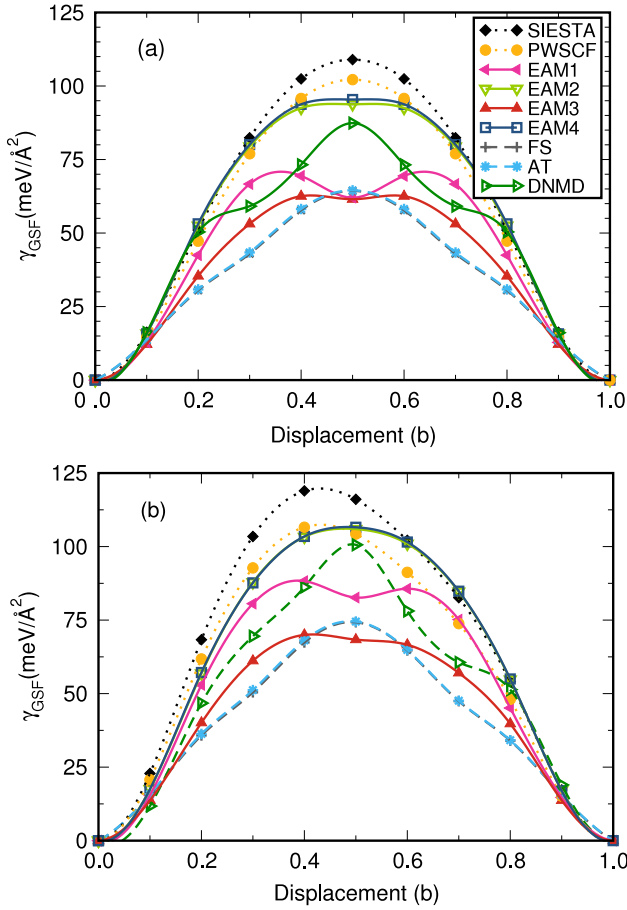 (a)
SIESTA
PWSCF
EAM1
EAM2
EAM3
EAM4
FS
AT
DNMD
125
100
75
50
25
0
γGSF(meV/Å²)
0.0 0.2 0.4 0.6 0.8 1.0
Displacement (b)
(b)
125
100
75
50
25
0
γGSF(meV/Å²)
0.0 0.2 0.4 0.6 0.8 1.0
Displacement (b)